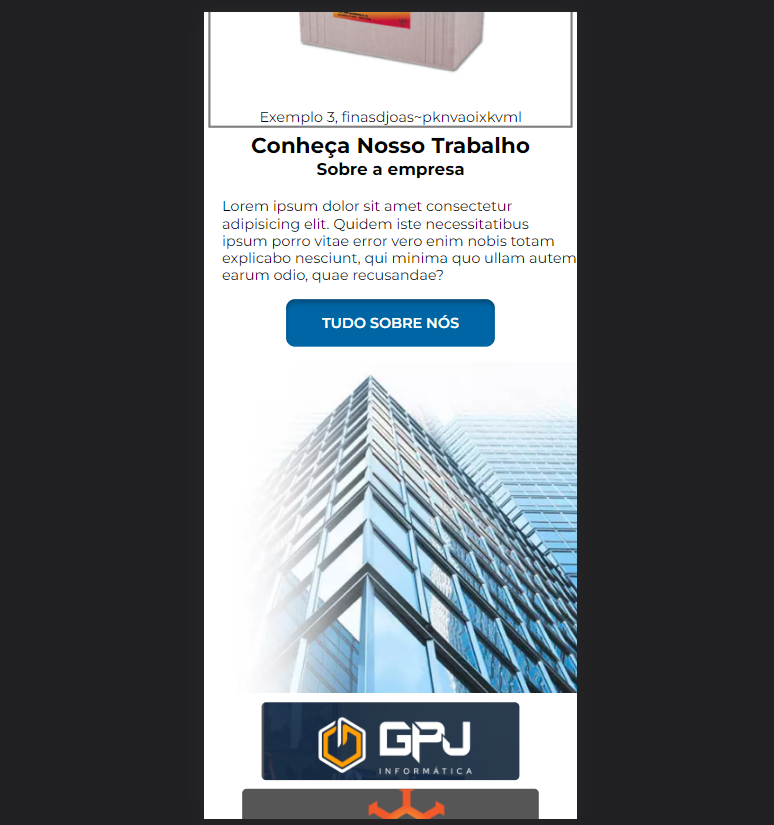 Exemplo 3, finasdjoas~pknvaoixkvml
Conheça Nosso Trabalho
Sobre a empresa
Lorem ipsum dolor sit amet consectetur
adipisicing elit. Quidem iste necessitatibus
ipsum porro vitae error vero enim nobis totam
explicabo nesciunt, qui minima quo ullam autem
earum odio, quae recusandae?
TUDO SOBRE NÓS
GPJ
INFORMÁTICA